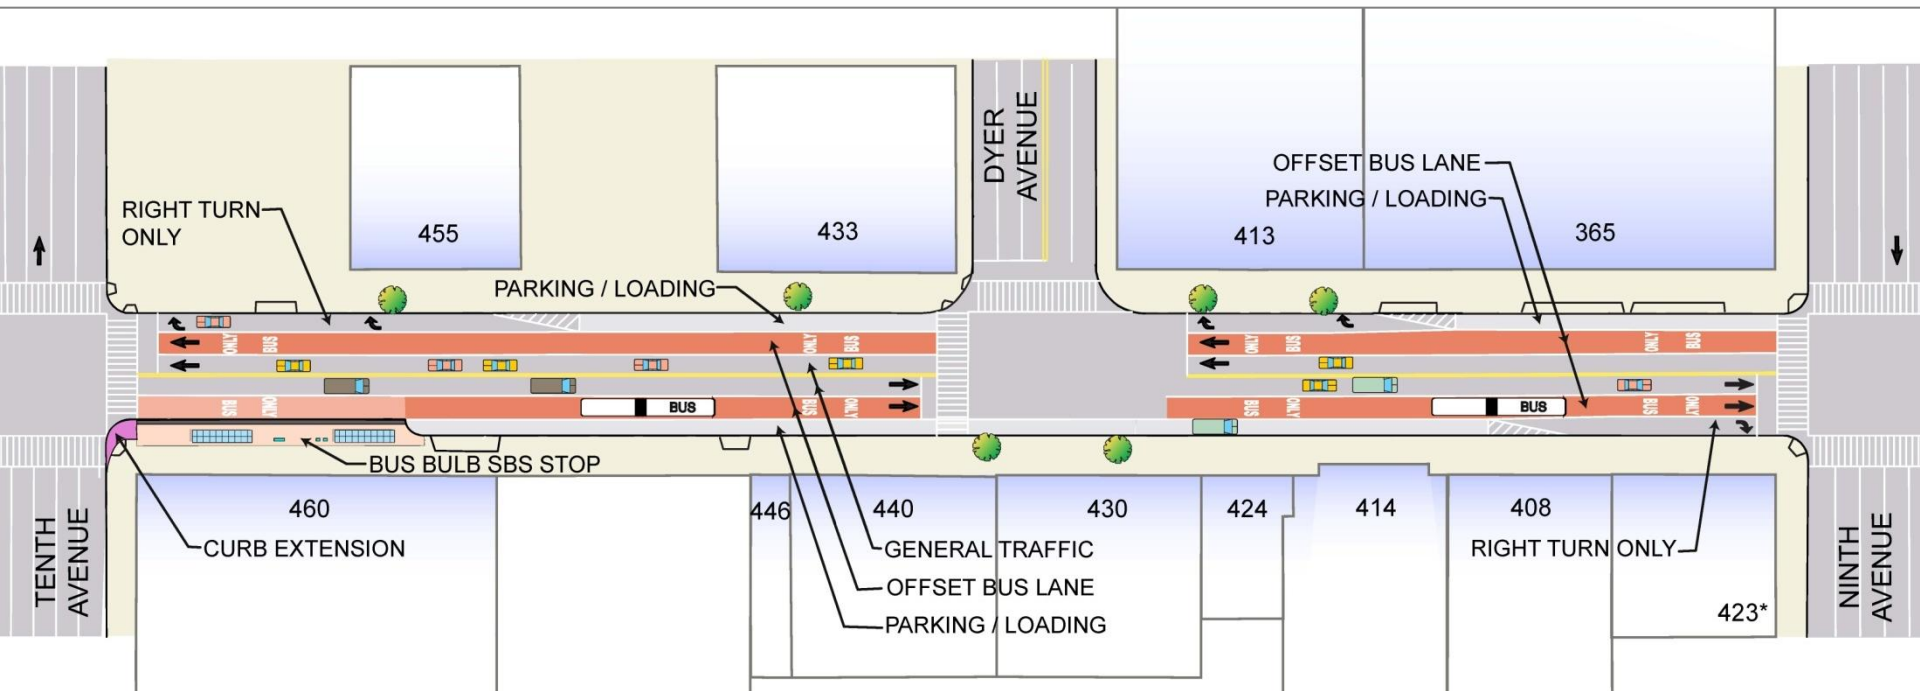 OFFSET BUS LANE
PARKING / LOADING
DYER
AVENUE
RIGHT TURN
ONLY
455
433
413
365
PARKING / LOADING
ONLY
BUS
ONLY
BUS
ONLY
BUS
ONLY
BUS
BUS
ONLY
BUS
BUS
ONLY
BUS
ONLY
BUS
BUS
ONLY
BUS BULB SBS STOP
460
446
440
430
424
414
408
423*
TENTH
AVENUE
CURB EXTENSION
GENERAL TRAFFIC
OFFSET BUS LANE
PARKING / LOADING
RIGHT TURN ONLY
NINTH
AVENUE